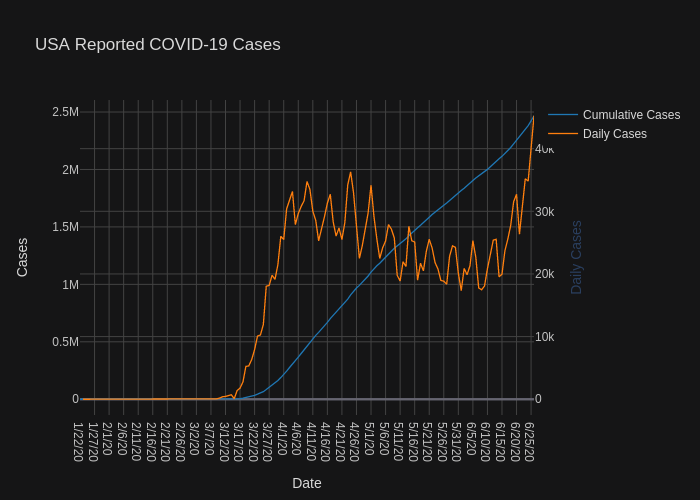 USA Reported COVID-19 Cases
Cumulative Cases
Daily Cases
2.5M
2M
1.5M
1M
0.5M
0
40k
30k
20k
10k
0
Cases
Daily Cases
1/22/20
1/27/20
2/1/20
2/6/20
2/11/20
2/16/20
2/21/20
2/26/20
3/2/20
3/7/20
3/12/20
3/17/20
3/22/20
3/27/20
4/1/20
4/6/20
4/11/20
4/16/20
4/21/20
4/26/20
5/1/20
5/6/20
5/11/20
5/16/20
5/21/20
5/26/20
5/31/20
6/5/20
6/10/20
6/15/20
6/20/20
6/25/20
Date